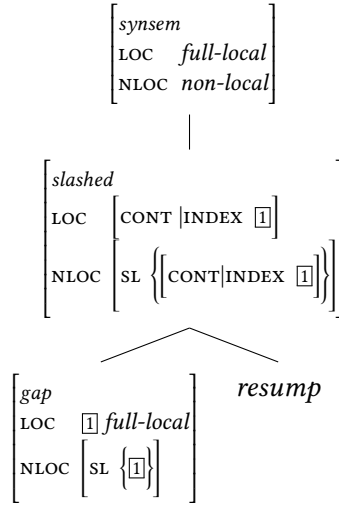 synsem
LOC full-local
NLOC non-local
slashed
LOC [CONT |INDEX 1]
NLOC [SL {[CONT|INDEX 1]}]
gap
LOC 1 full-local
NLOC [SL {1}]
resump